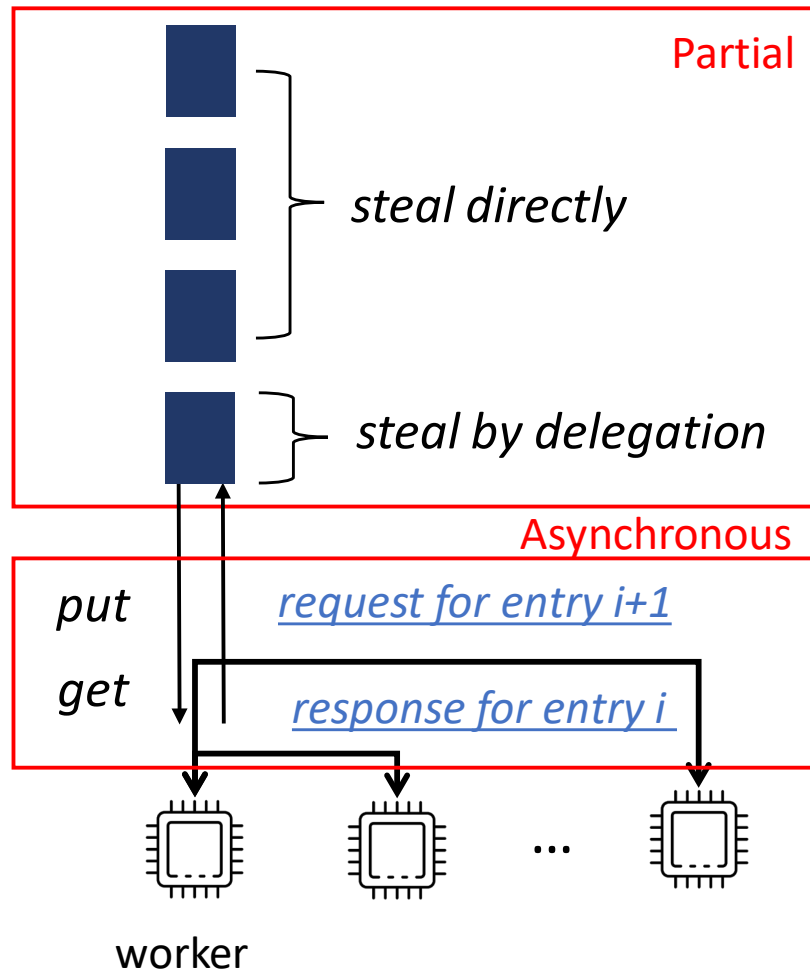 Partial
steal directly
steal by delegation
Asynchronous
put
request for entry i+1
get
response for entry i
...
worker